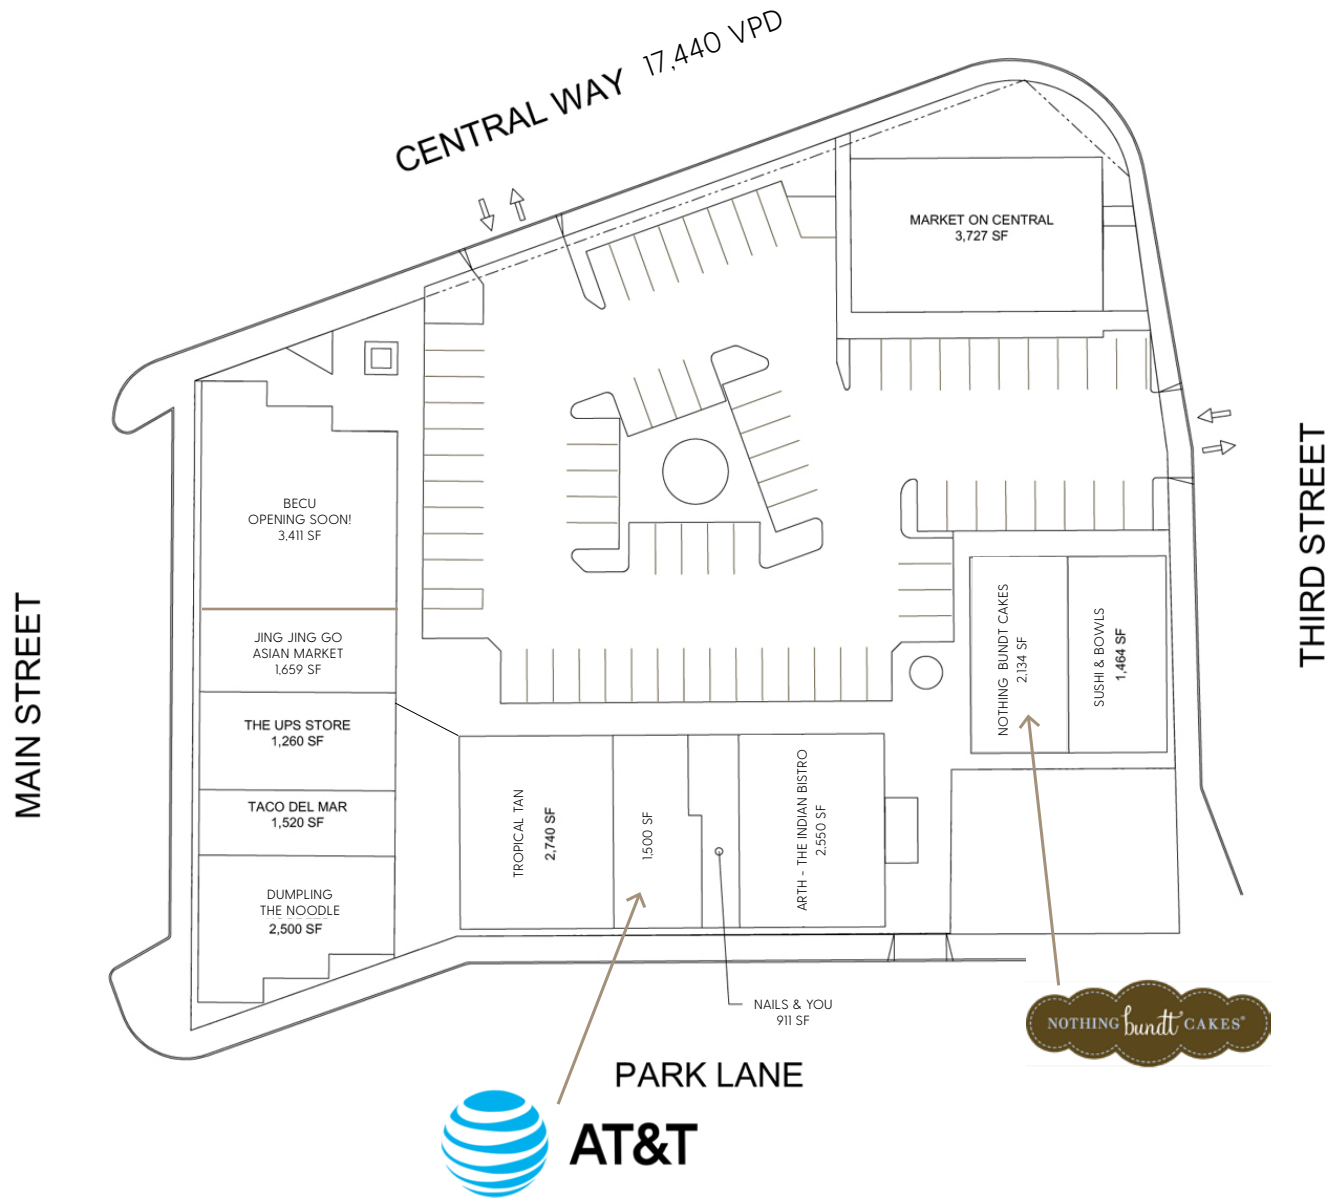 CENTRAL WAY 17,440 VPD
MARKET ON CENTRAL
3,727 SF
BECU
OPENING SOON!
3,411 SF
JING JING GO
ASIAN MARKET
1,659 SF
THE UPS STORE
1,260 SF
TACO DEL MAR
1,520 SF
DUMPLING
THE NOODLE
2,500 SF
MAIN STREET
THIRD STREET
NOTHING BUNDT CAKES
2,134 SF
SUSHI & BOWLS
1,464 SF
TROPICAL TAN
2,740 SF
1,500 SF
ARTH - THE INDIAN BISTRO
2,550 SF
NAILS & YOU
911 SF
NOTHING bundt CAKES®
PARK LANE
AT&T